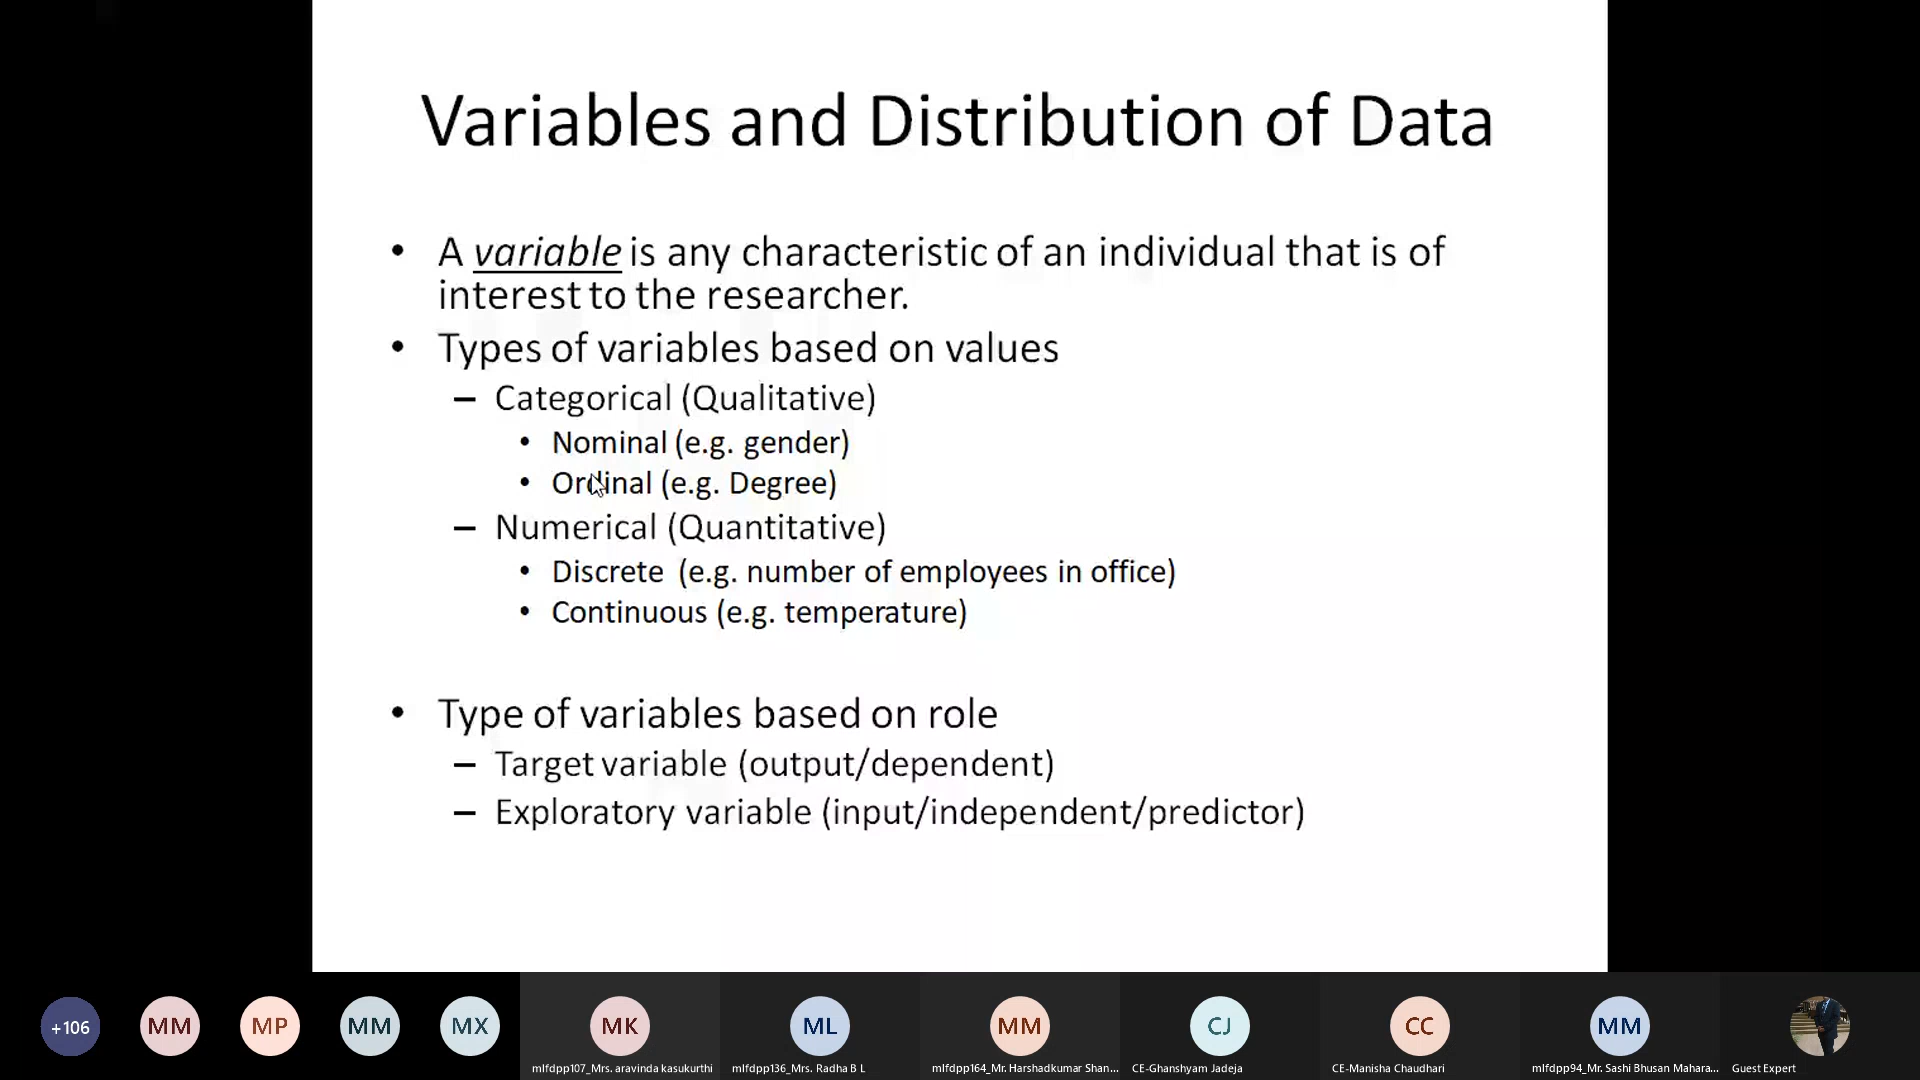 Variables and Distribution of Data
• A variable is any characteristic of an individual that is of
interest to the researcher.
• Types of variables based on values
– Categorical (Qualitative)
• Nominal (e.g. gender)
• Ordinal (e.g. Degree)
– Numerical (Quantitative)
• Discrete (e.g. number of employees in office)
• Continuous (e.g. temperature)
• Type of variables based on role
– Target variable (output/dependent)
– Exploratory variable (input/independent/predictor)
+106 MM MP MM MX MK ML MM CJ CC MM
mlfdpp107_Mrs. aravinda kasukurthi mlfdpp136_Mrs. Radha B L mlfdpp164_Mr. Harshadkumar Shan... CE-Ghanshyam Jadeja CE-Manisha Chaudhari mlfdpp94_Mr. Sashi Bhusan Mahara... Guest Expert